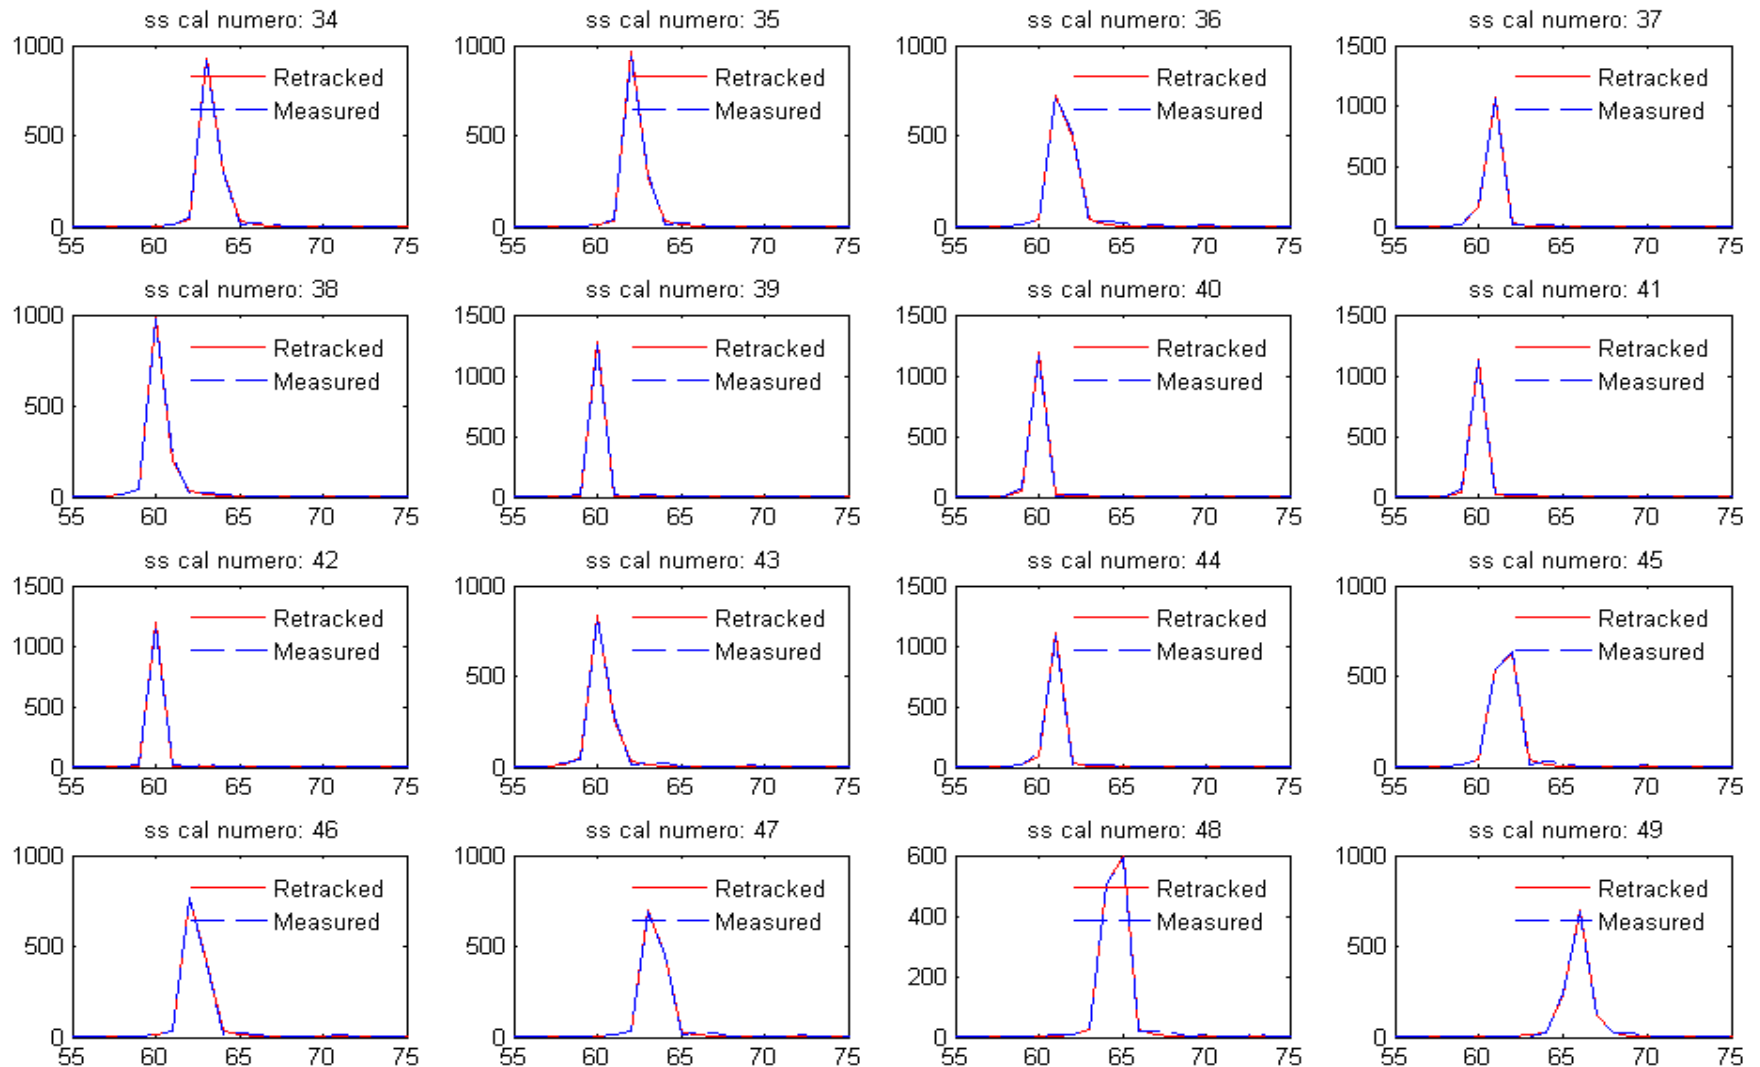 ss cal numero: 34
1000
500
0
55 60 65 70 75
Retracked
Measured
ss cal numero: 35
1000
500
0
55 60 65 70 75
Retracked
Measured
ss cal numero: 36
1000
500
0
55 60 65 70 75
Retracked
Measured
ss cal numero: 37
1500
1000
500
0
55 60 65 70 75
Retracked
Measured
ss cal numero: 38
1000
500
0
55 60 65 70 75
Retracked
Measured
ss cal numero: 39
1500
1000
500
0
55 60 65 70 75
Retracked
Measured
ss cal numero: 40
1500
1000
500
0
55 60 65 70 75
Retracked
Measured
ss cal numero: 41
1500
1000
500
0
55 60 65 70 75
Retracked
Measured
ss cal numero: 42
1500
1000
500
0
55 60 65 70 75
Retracked
Measured
ss cal numero: 43
1000
500
0
55 60 65 70 75
Retracked
Measured
ss cal numero: 44
1500
1000
500
0
55 60 65 70 75
Retracked
Measured
ss cal numero: 45
1000
500
0
55 60 65 70 75
Retracked
Measured
ss cal numero: 46
1000
500
0
55 60 65 70 75
Retracked
Measured
ss cal numero: 47
1000
500
0
55 60 65 70 75
Retracked
Measured
ss cal numero: 48
600
400
200
0
55 60 65 70 75
Retracked
Measured
ss cal numero: 49
1000
500
0
55 60 65 70 75
Retracked
Measured